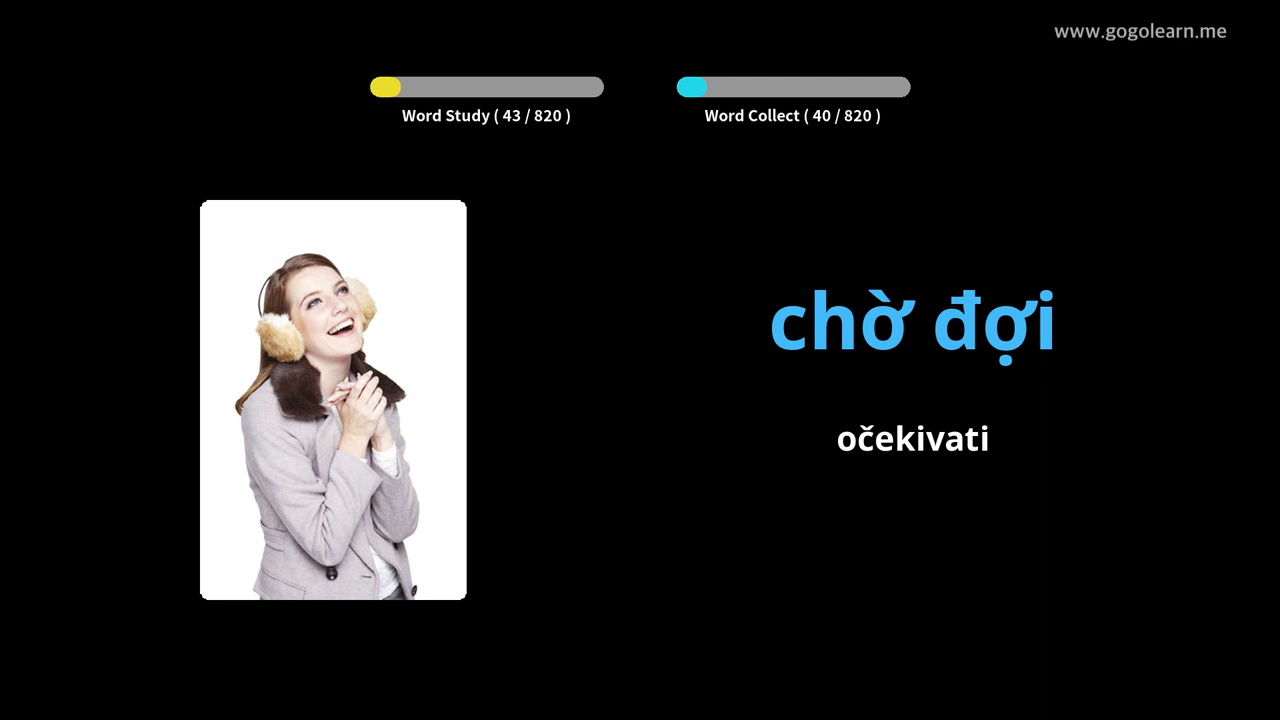 www.gogolearn.me
Word Study ( 43 / 820 )
Word Collect ( 40 / 820 )
chờ đợi
očekivati